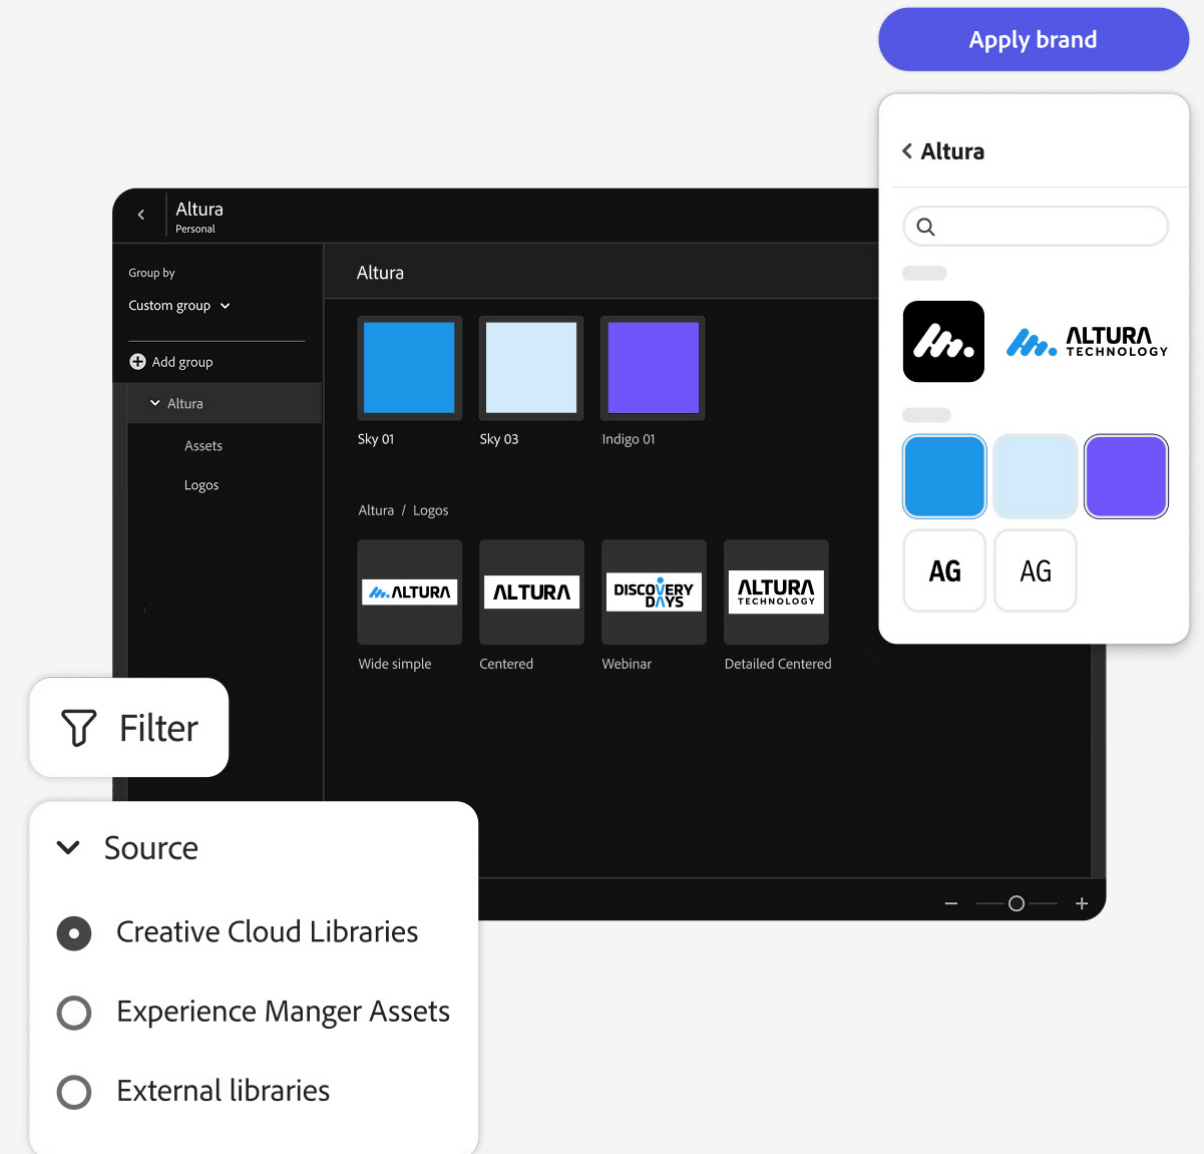 Apply brand
Altura
ALTURA
TECHNOLOGY
AG AG
Altura
Personal
Group by
Custom group
Add group
Altura
Assets
Logos
Altura
Sky 01 Sky 03 Indigo 01
Altura / Logos
ALTURA ALTURA DISCOVERY DAYS ALTURA TECHNOLOGY
Wide simple Centered Webinar Detailed Centered
Filter
Source
Creative Cloud Libraries
Experience Manger Assets
External libraries